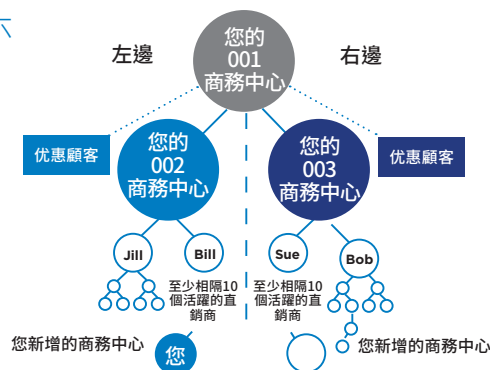 左邊
您的
001
商務中心
右邊
优惠顧客
您的
002
商務中心
您的
003
商務中心
优惠顧客
Jill
Bill
Sue
Bob
至少相隔10
個活躍的直
銷商
至少相隔10
個活躍的直
銷商
您新增的商務中心
您
您新增的商務中心